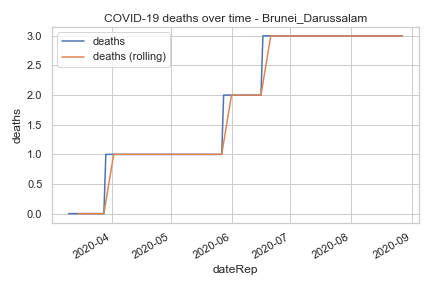 COVID-19 deaths over time - Brunei_Darussalam
deaths
deaths (rolling)
deaths
3.0
2.5
2.0
1.5
1.0
0.5
0.0
2020-04
2020-05
2020-06
2020-07
2020-08
2020-09
dateRep